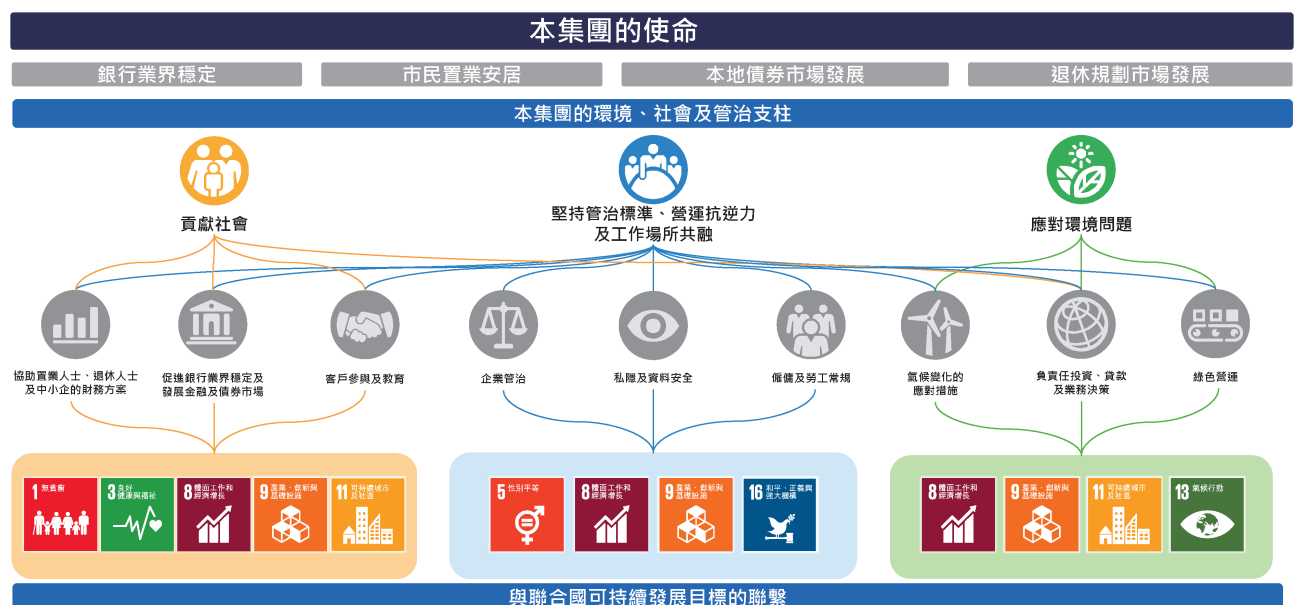 本集團的使命
銀行業界穩定
市民置業安居
本地債券市場發展
退休規劃市場發展
本集團的環境、社會及管治支柱
貢獻社會
堅持管治標準、營運抗逆力
及工作場所共融
應對環境問題
協助置業人士、退休人士
及中小企的財務方案
促進銀行業界穩定及
發展金融及債券市場
客戶參與及教育
企業管治
私隱及資料安全
僱傭及勞工常規
氣候變化的
應對措施
負責任投資、貸款
及業務決策
綠色營運
1 無貧窮
3 良好
健康與福祉
8 體面工作和
經濟增長
9 產業、創新與
基礎設施
11 可持續城市
及社區
5 性別平等
8 體面工作和
經濟增長
9 產業、創新與
基礎設施
16 和平、正義與
強大機構
8 體面工作和
經濟增長
9 產業、創新與
基礎設施
11 可持續城市
及社區
13 氣候行動
與聯合國可持續發展目標的聯繫